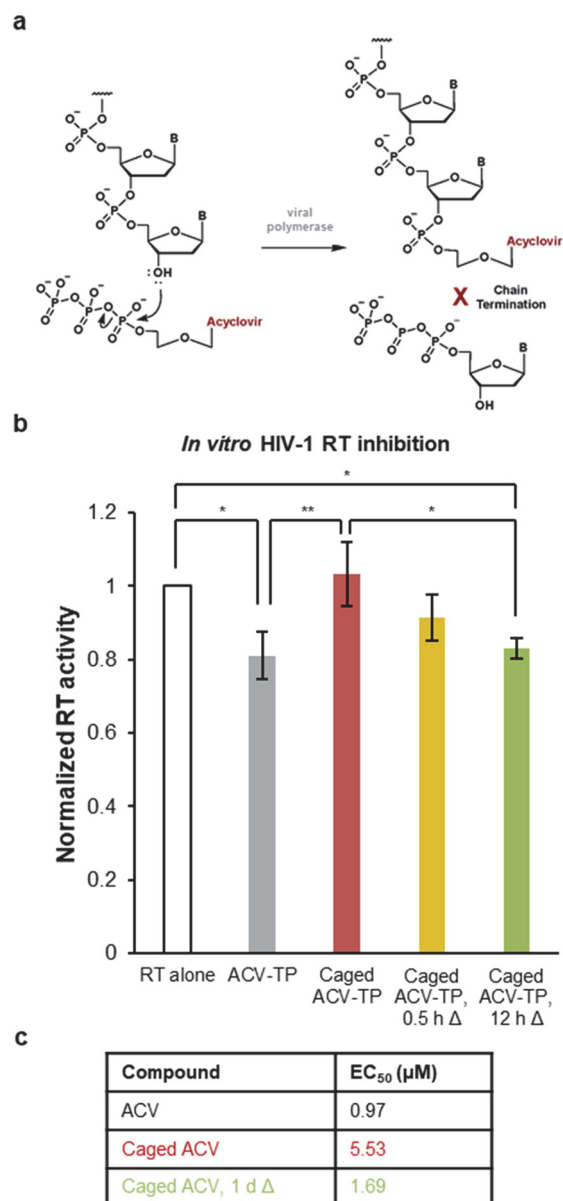 a
O⁻
O
P
O
O
O
B
O⁻
O
P
O
O
O
B
:OH
O⁻ O⁻ O⁻
P O P O P
O O O O O
Acyclovir
viral
polymerase
O⁻
O
P
O
O
O
B
O⁻
O
P
O
O
O
B
O⁻
O
P
O
O
O
Acyclovir
X Chain
Termination
O⁻ O⁻ O⁻
P O P O P
O O O O O
B
OH
b
In vitro HIV-1 RT inhibition
*
* ** *
Normalized RT activity
1.2
1
0.8
0.6
0.4
0.2
0
RT alone ACV-TP Caged ACV-TP Caged ACV-TP, 0.5 h Δ Caged ACV-TP, 12 h Δ
c
Compound EC₅₀ (µM)
ACV 0.97
Caged ACV 5.53
Caged ACV, 1 d Δ 1.69